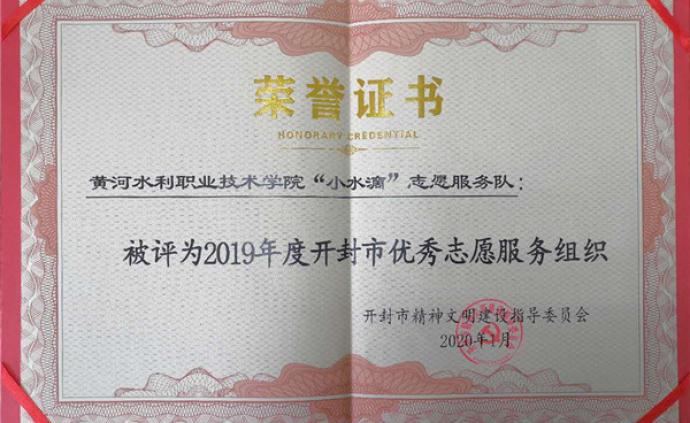 荣誉证书
HONORARY CREDENTIAL
黄河水利职业技术学院“小水滴”志愿服务队:
被评为2019年度开封市优秀志愿服务组织
开封市精神文明建设指导委员会
2020年1月